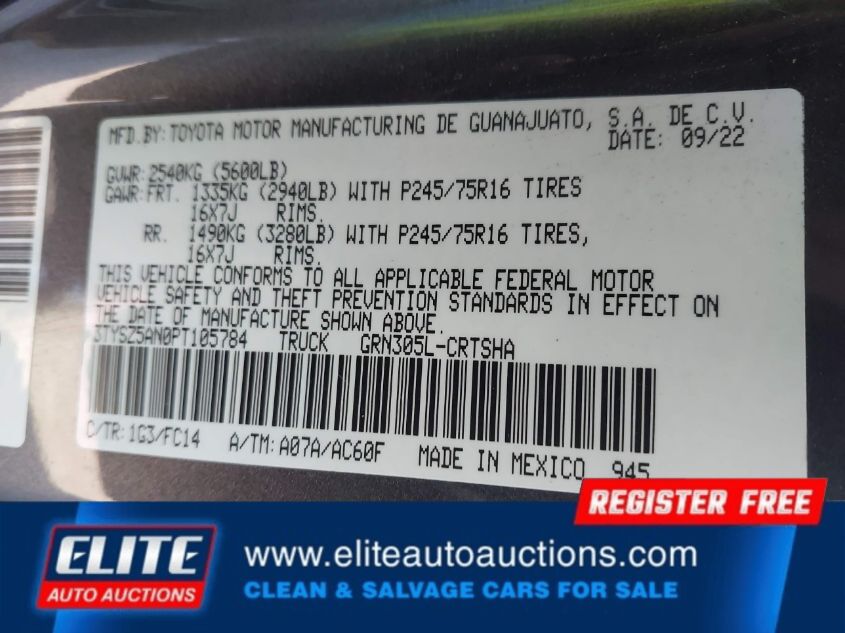 MFD.BY:TOYOTA MOTOR MANUFACTURING DE GUANAJUATO, S.A. DE C.V.
DATE: 09/22
GVWR:2540KG (5600LB)
GAWR:FRT. 1335KG (2940LB) WITH P245/75R16 TIRES
16X7J RIMS.
RR. 1490KG (3280LB) WITH P245/75R16 TIRES,
16X7J RIMS.
THIS VEHICLE CONFORMS TO ALL APPLICABLE FEDERAL MOTOR
VEHICLE SAFETY AND THEFT PREVENTION STANDARDS IN EFFECT ON
THE DATE OF MANUFACTURE SHOWN ABOVE.
3TYSZ5AN0PT105784 TRUCK GRN305L-CRTSHA
C/TR:1G3/FC14 A/TM:A07A/AC60F MADE IN MEXICO 945
REGISTER FREE
ELITE
AUTO AUCTIONS
www.eliteautoauctions.com
CLEAN & SALVAGE CARS FOR SALE